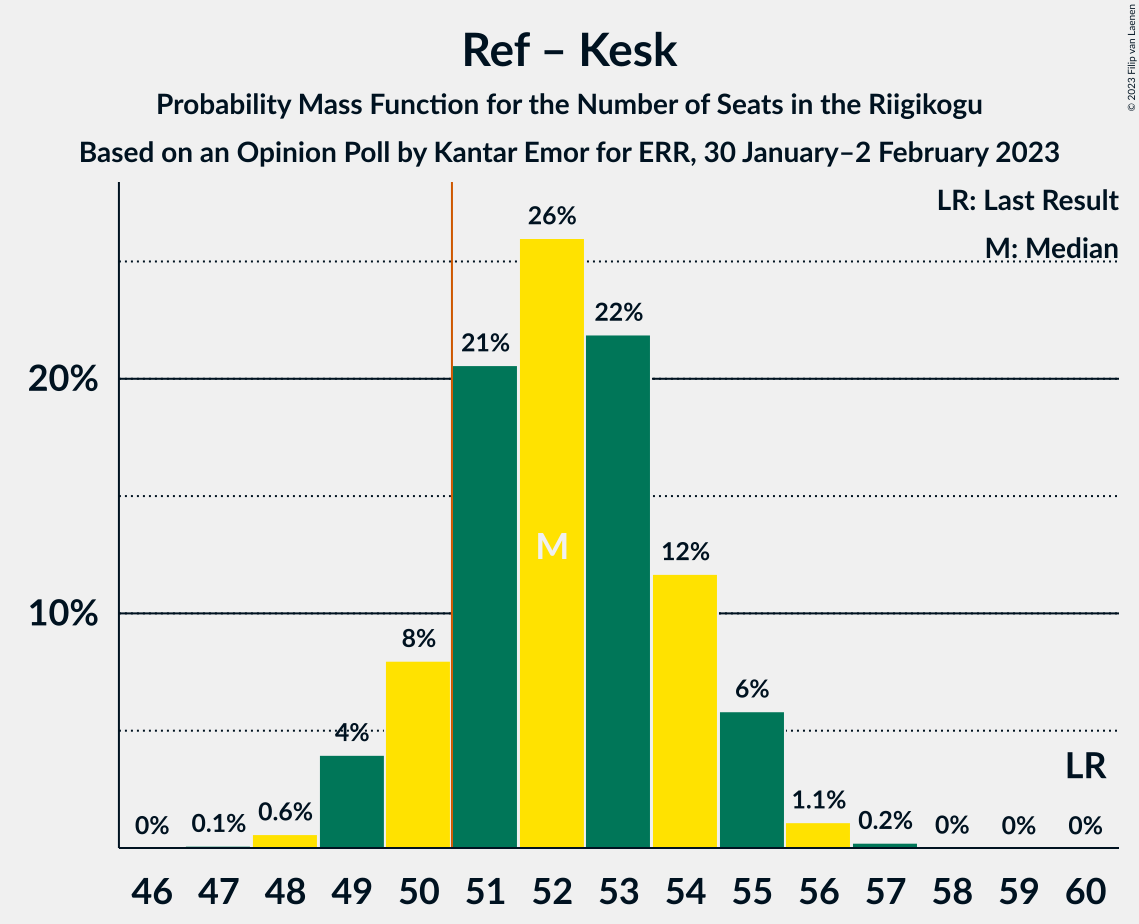 Ref – Kesk
Probability Mass Function for the Number of Seats in the Riigikogu
Based on an Opinion Poll by Kantar Emor for ERR, 30 January–2 February 2023
© 2023 Filip van Laenen
LR: Last Result
M: Median
20%
10%
0%
0.1%
0.6%
4%
8%
21%
26%
22%
12%
6%
1.1%
0.2%
0%
0%
0%
M
LR
46 47 48 49 50 51 52 53 54 55 56 57 58 59 60